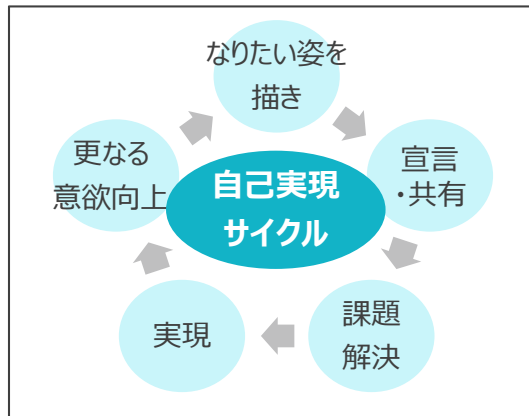 なりたい姿を
描き
宣言
・共有
課題
解決
実現
更なる
意欲向上
自己実現
サイクル